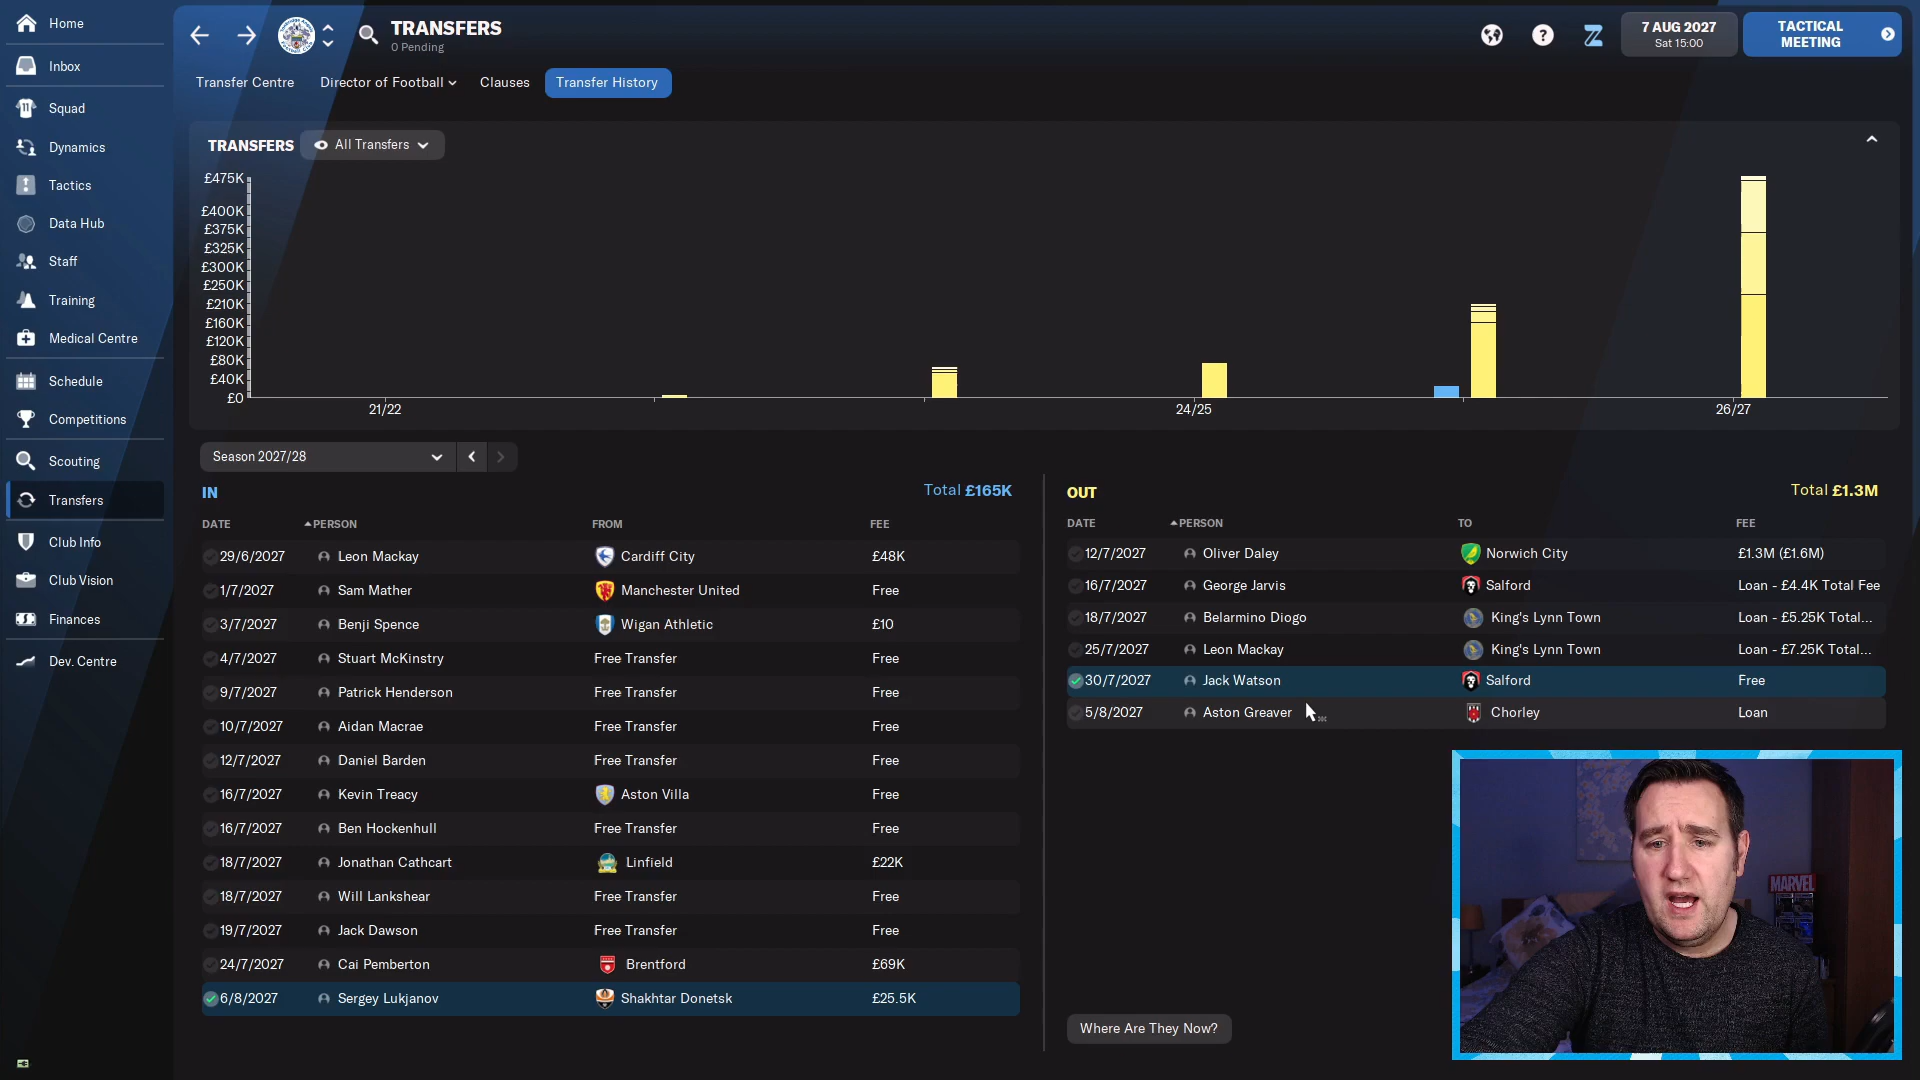 Home
Inbox
Squad
Dynamics
Tactics
Data Hub
Staff
Training
Medical Centre
Schedule
Competitions
Scouting
Transfers
Club Info
Club Vision
Finances
Dev. Centre
TRANSFERS
0 Pending
7 AUG 2027
Sat 15:00
TACTICAL
MEETING
Transfer Centre Director of Football Clauses Transfer History
TRANSFERS All Transfers
£475K
£400K
£375K
£325K
£300K
£250K
£210K
£160K
£120K
£80K
£40K
£0
21/22 24/25 26/27
Season 2027/28
IN Total £165K
DATE PERSON FROM FEE
29/6/2027 Leon Mackay Cardiff City £48K
1/7/2027 Sam Mather Manchester United Free
3/7/2027 Benji Spence Wigan Athletic £10
4/7/2027 Stuart McKinstry Free Transfer Free
9/7/2027 Patrick Henderson Free Transfer Free
10/7/2027 Aidan Macrae Free Transfer Free
12/7/2027 Daniel Barden Free Transfer Free
16/7/2027 Kevin Treacy Aston Villa Free
16/7/2027 Ben Hockenhull Free Transfer Free
18/7/2027 Jonathan Cathcart Linfield £22K
18/7/2027 Will Lankshear Free Transfer Free
19/7/2027 Jack Dawson Free Transfer Free
24/7/2027 Cai Pemberton Brentford £69K
6/8/2027 Sergey Lukjanov Shakhtar Donetsk £25.5K
OUT Total £1.3M
DATE PERSON TO FEE
12/7/2027 Oliver Daley Norwich City £1.3M (£1.6M)
16/7/2027 George Jarvis Salford Loan - £4.4K Total Fee
18/7/2027 Belarmino Diogo King's Lynn Town Loan - £5.25K Total...
25/7/2027 Leon Mackay King's Lynn Town Loan - £7.25K Total...
30/7/2027 Jack Watson Salford Free
5/8/2027 Aston Greaver Chorley Loan
Where Are They Now?
MARVEL